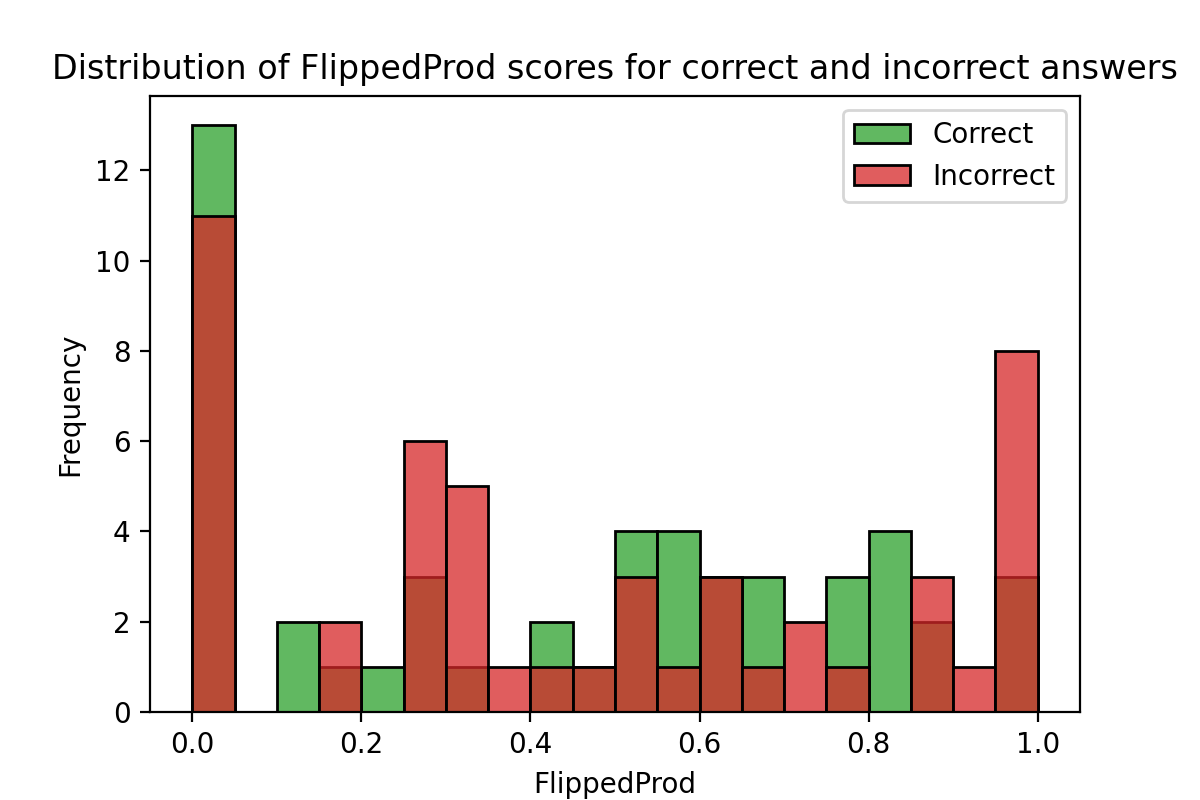 Distribution of FlippedProd scores for correct and incorrect answers
Correct
Incorrect
Frequency
12
10
8
6
4
2
0
0.0 0.2 0.4 0.6 0.8 1.0
FlippedProd